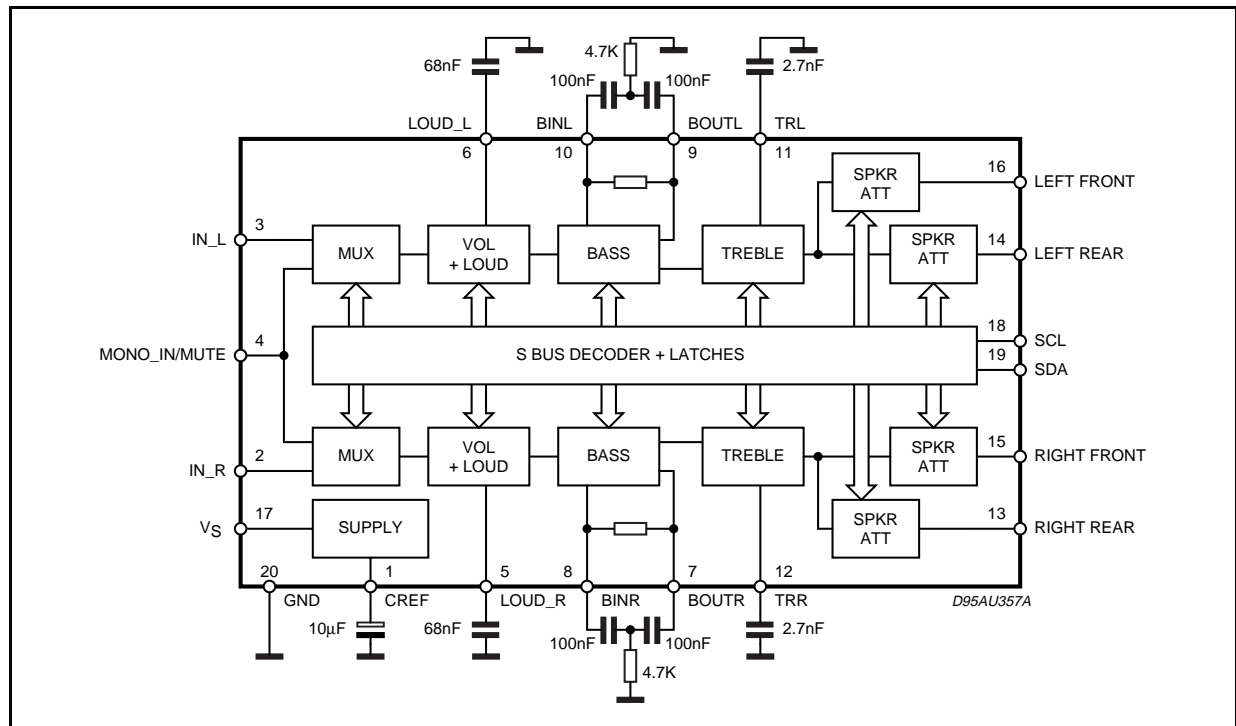 4.7K
68nF
100nF
100nF
2.7nF
LOUD_L
BINL
BOUTL
TRL
6
10
9
11
SPKR
ATT
16
LEFT FRONT
3
IN_L
MUX
VOL
+ LOUD
BASS
TREBLE
SPKR
ATT
14
LEFT REAR
4
MONO_IN/MUTE
S BUS DECODER + LATCHES
18
SCL
19
SDA
2
IN_R
MUX
VOL
+ LOUD
BASS
TREBLE
SPKR
ATT
15
RIGHT FRONT
17
VS
SUPPLY
SPKR
ATT
13
RIGHT REAR
20
1
5
8
7
12
GND
CREF
LOUD_R
BINR
BOUTR
TRR
D95AU357A
10μF
68nF
100nF
100nF
2.7nF
4.7K